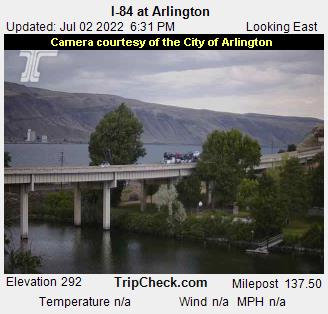 I-84 at Arlington
Updated: Jul 02 2022 6:31 PM Looking East
Camera courtesy of the City of Arlington
Elevation 292 TripCheck.com Milepost 137.50
Temperature n/a Wind n/a MPH n/a